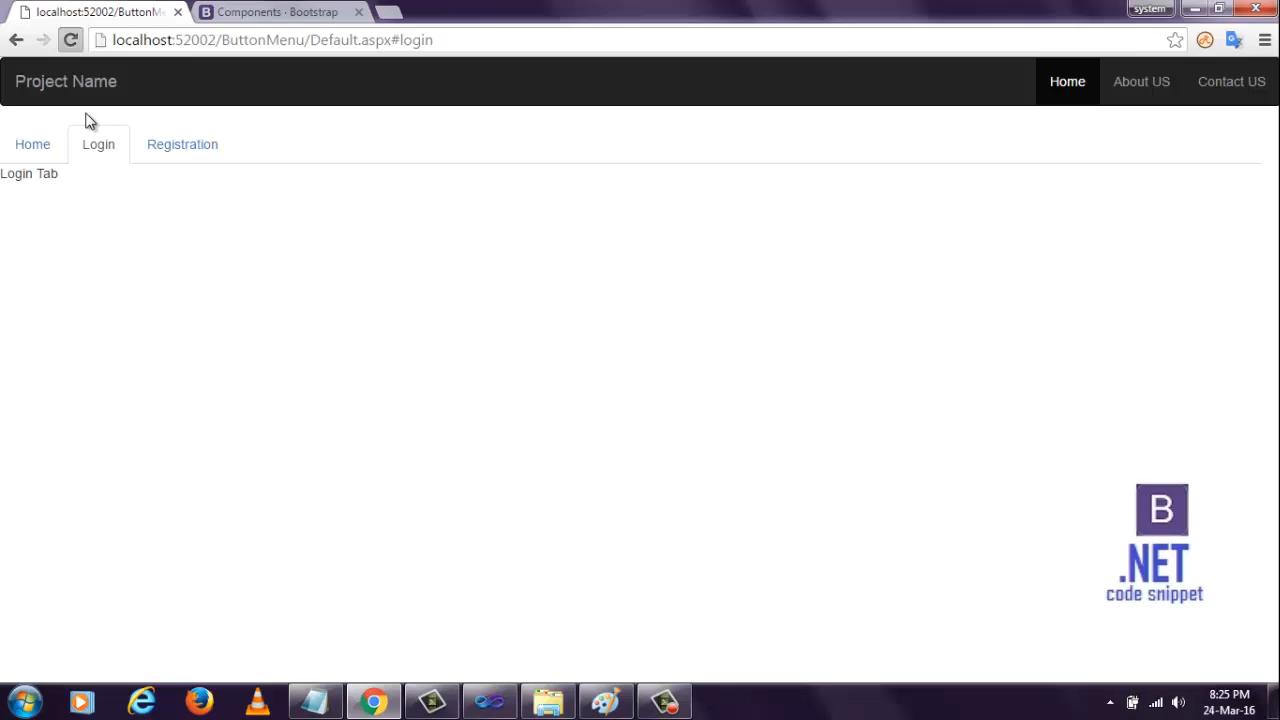 localhost:52002/ButtonMe
Components · Bootstrap
system
localhost:52002/ButtonMenu/Default.aspx#login
Project Name
Home
About US
Contact US
Home
Login
Registration
Login Tab
B
.NET
code snippet
8:25 PM
24-Mar-16